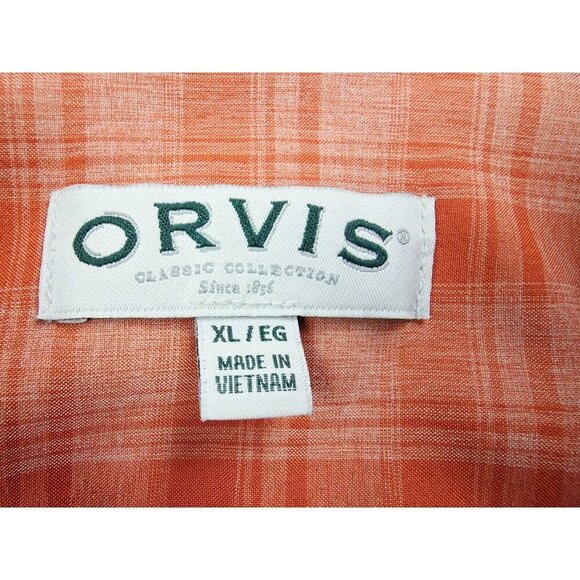 ORVIS®
CLASSIC COLLECTION
Since 1856
XL / EG
MADE IN
VIETNAM